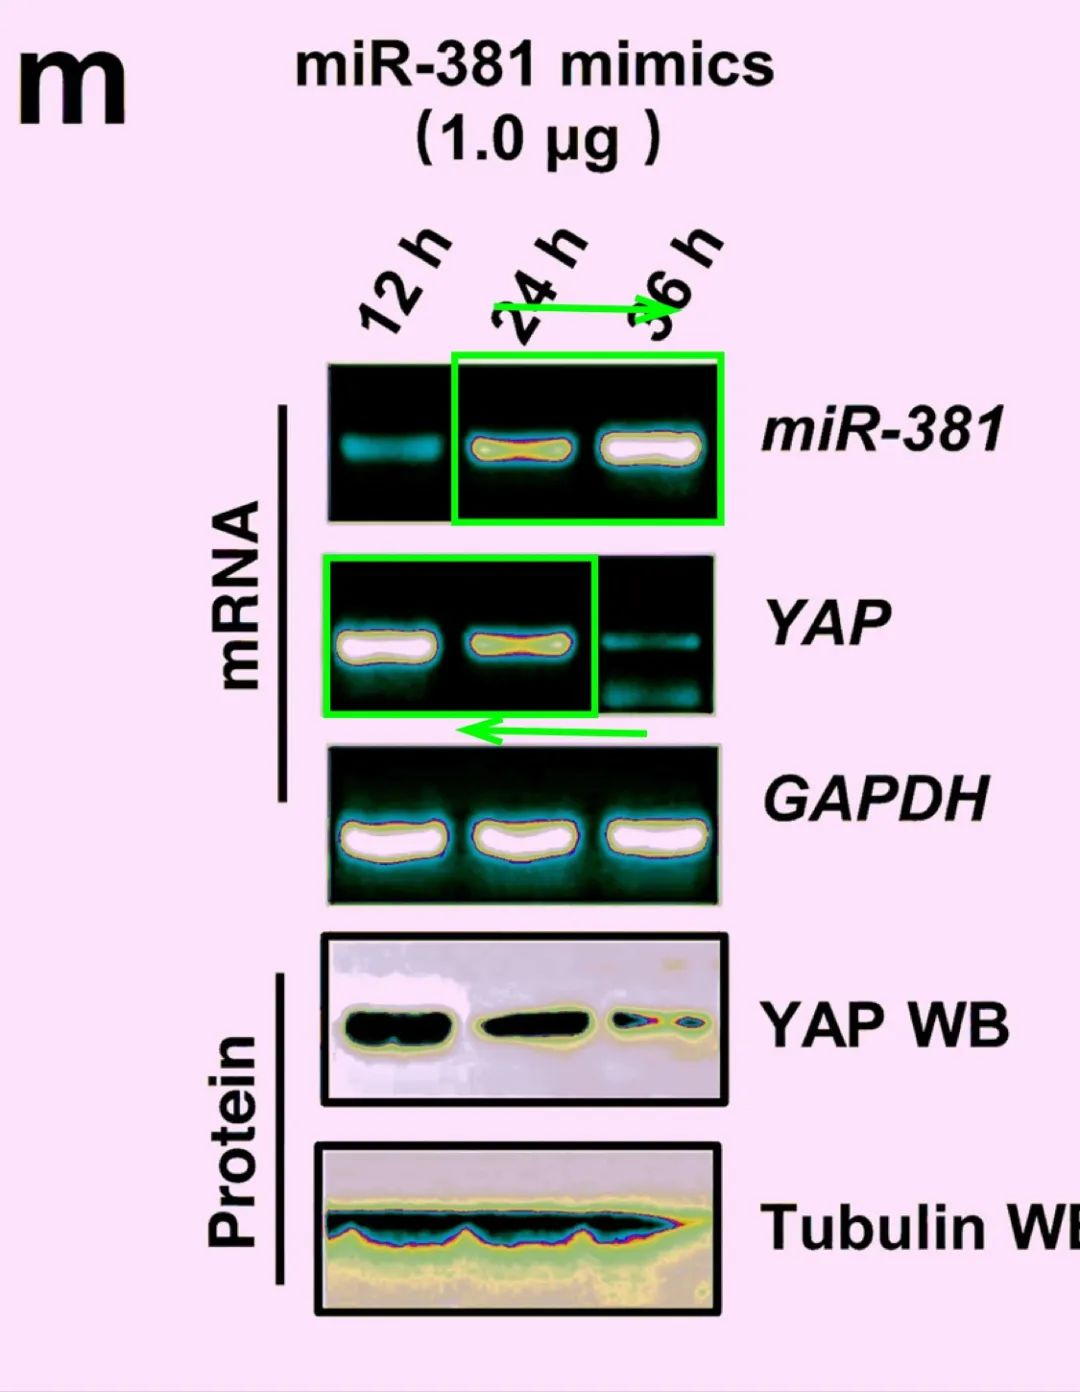 m
miR-381 mimics
(1.0 µg )
12 h
24 h
36 h
mRNA
miR-381
YAP
GAPDH
Protein
YAP WB
Tubulin WB